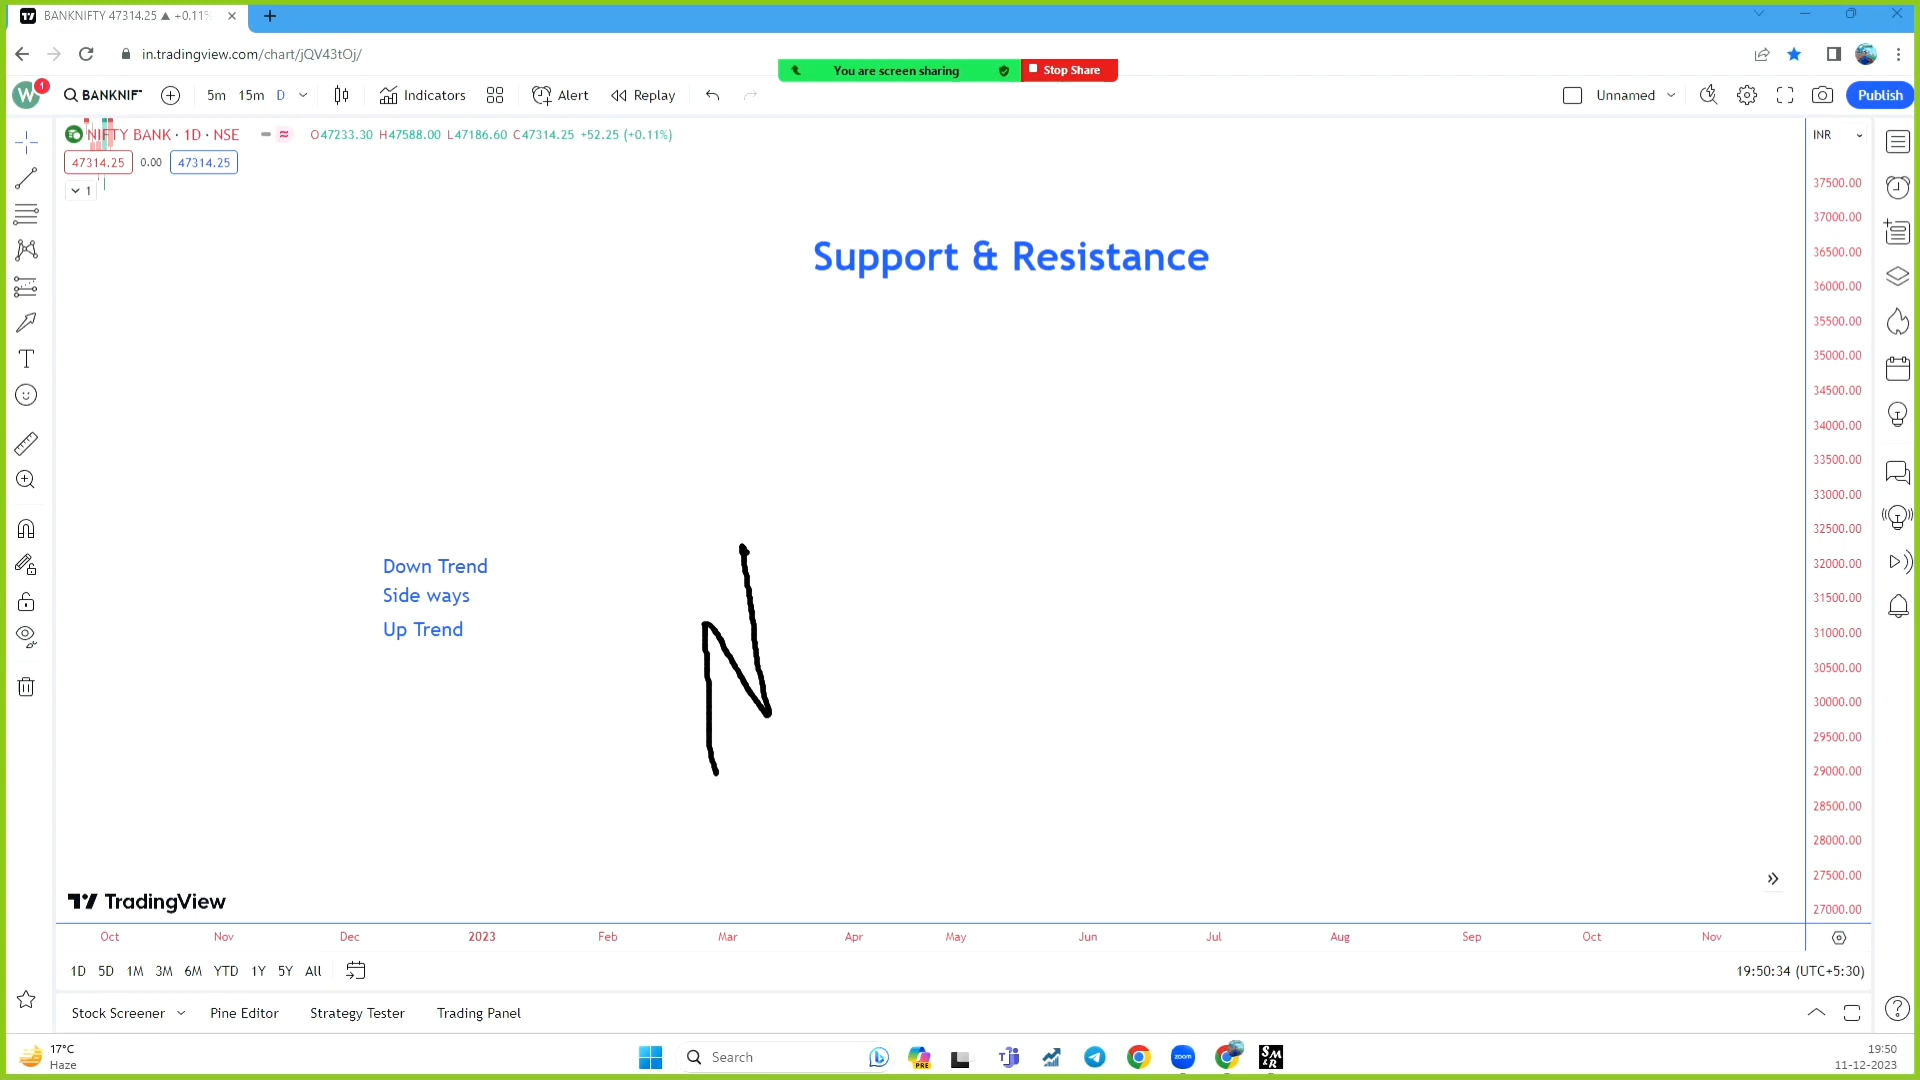 BANKNIFTY 47314.25 ▲ +0.11%
in.tradingview.com/chart/jQV43tOj/
You are screen sharing
Stop Share
W 1 BANKNIF 5m 15m D Indicators Alert Replay Unnamed Publish
NIFTY BANK · 1D · NSE O47233.30 H47588.00 L47186.60 C47314.25 +52.25 (+0.11%) INR
47314.25 0.00 47314.25
1
Support & Resistance
Down Trend
Side ways
Up Trend
37500.00
37000.00
36500.00
36000.00
35500.00
35000.00
34500.00
34000.00
33500.00
33000.00
32500.00
32000.00
31500.00
31000.00
30500.00
30000.00
29500.00
29000.00
28500.00
28000.00
27500.00
27000.00
TradingView
Oct Nov Dec 2023 Feb Mar Apr May Jun Jul Aug Sep Oct Nov
1D 5D 1M 3M 6M YTD 1Y 5Y All 19:50:34 (UTC+5:30)
Stock Screener Pine Editor Strategy Tester Trading Panel
17°C
Haze
Search
PRE
zoom
SM
&R
19:50
11-12-2023